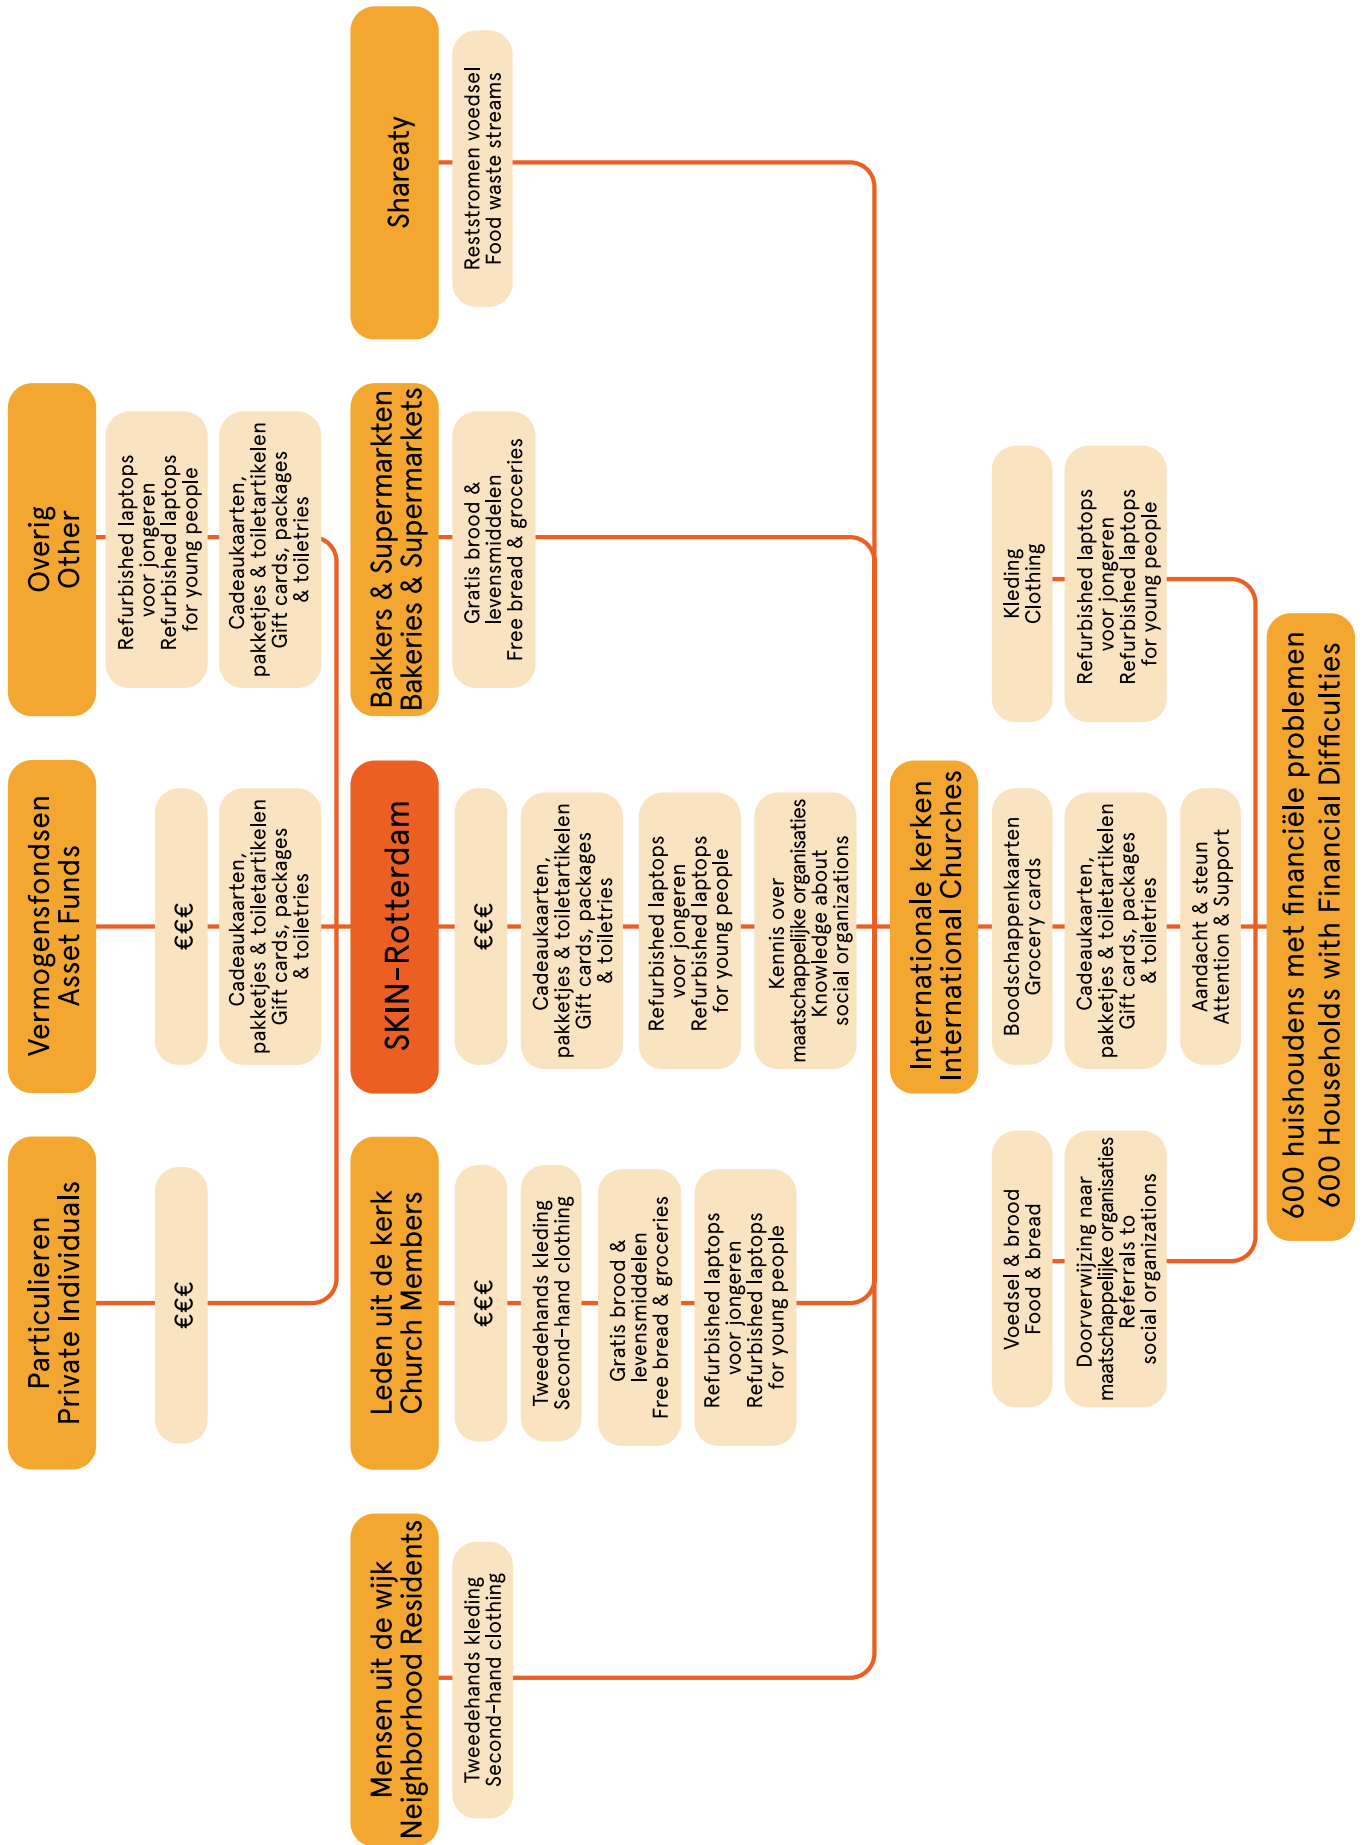 Particulieren
Private Individuals
€€€
Vermogensfondsen
Asset Funds
€€€
Cadeaukaarten,
pakketjes & toiletartikelen
Gift cards, packages
& toiletries
Overig
Other
Refurbished laptops
voor jongeren
Refurbished laptops
for young people
Cadeaukaarten,
pakketjes & toiletartikelen
Gift cards, packages
& toiletries
Mensen uit de wijk
Neighborhood Residents
Tweedehands kleding
Second-hand clothing
Leden uit de kerk
Church Members
€€€
Tweedehands kleding
Second-hand clothing
Gratis brood &
levensmiddelen
Free bread & groceries
Refurbished laptops
voor jongeren
Refurbished laptops
for young people
SKIN-Rotterdam
€€€
Cadeaukaarten,
pakketjes & toiletartikelen
Gift cards, packages
& toiletries
Refurbished laptops
voor jongeren
Refurbished laptops
for young people
Kennis over
maatschappelijke organisaties
Knowledge about
social organizations
Bakkers & Supermarkten
Bakeries & Supermarkets
Gratis brood &
levensmiddelen
Free bread & groceries
Shareaty
Reststromen voedsel
Food waste streams
Internationale kerken
International Churches
Voedsel & brood
Food & bread
Doorverwijzing naar
maatschappelijke organisaties
Referrals to
social organizations
Boodschappenkaarten
Grocery cards
Cadeaukaarten,
pakketjes & toiletartikelen
Gift cards, packages
& toiletries
Aandacht & steun
Attention & Support
Kleding
Clothing
Refurbished laptops
voor jongeren
Refurbished laptops
for young people
600 huishoudens met financiële problemen
600 Households with Financial Difficulties